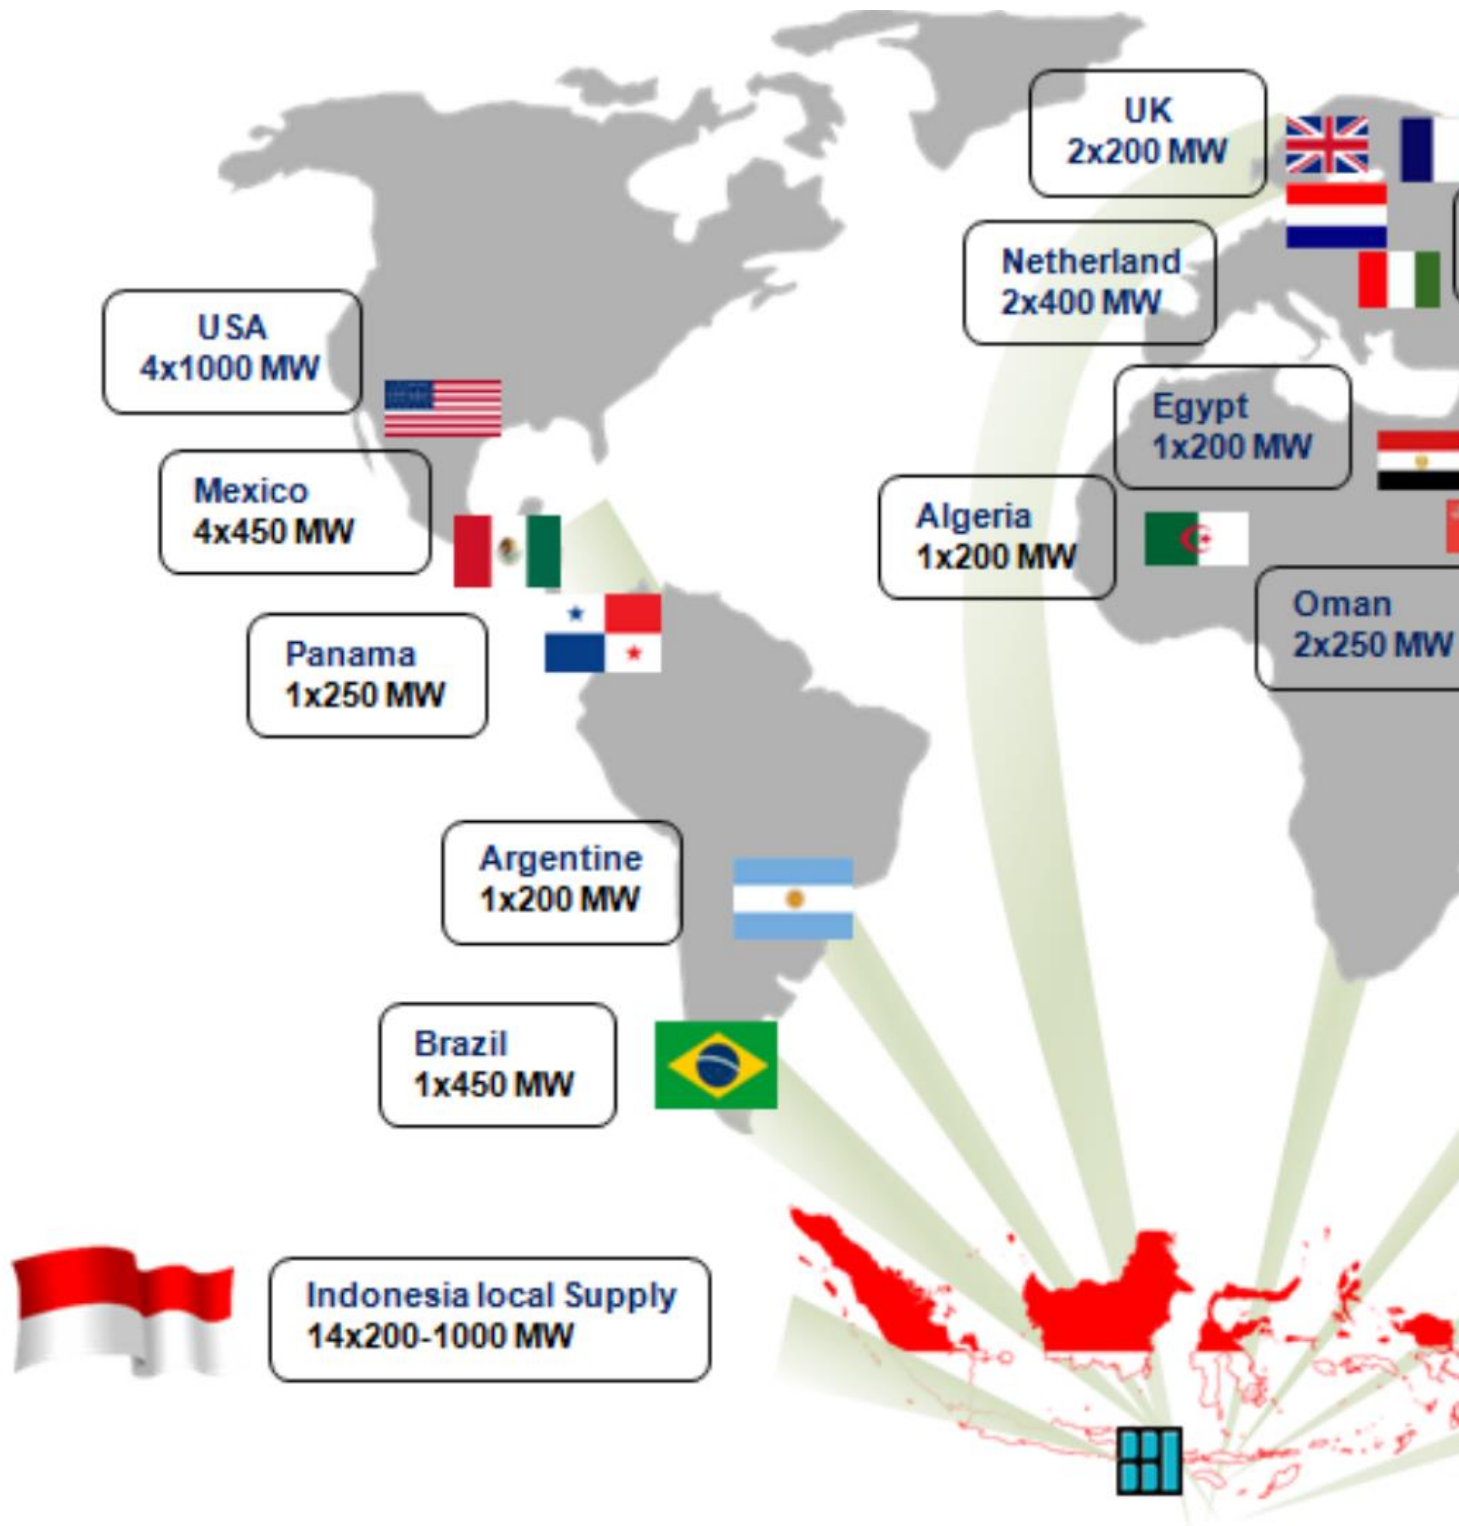 UK
2x200 MW
Netherland
2x400 MW
USA
4x1000 MW
Egypt
1x200 MW
Mexico
4x450 MW
Algeria
1x200 MW
Oman
2x250 MW
Panama
1x250 MW
Argentine
1x200 MW
Brazil
1x450 MW
Indonesia local Supply
14x200-1000 MW